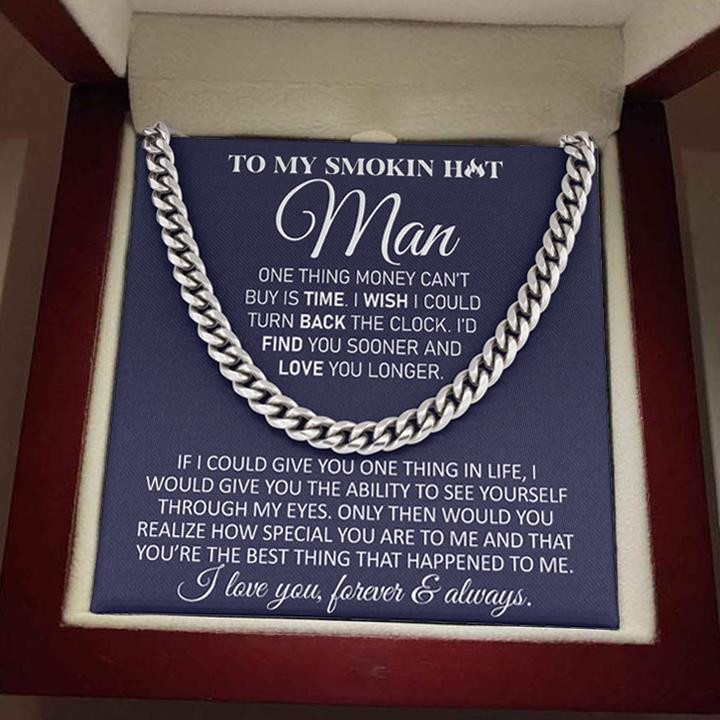 TO MY SMOKIN HOT
Man
ONE THING MONEY CAN'T
BUY IS TIME. I WISH I COULD
TURN BACK THE CLOCK. I'D
FIND YOU SOONER AND
LOVE YOU LONGER.
IF I COULD GIVE YOU ONE THING IN LIFE, I
WOULD GIVE YOU THE ABILITY TO SEE YOURSELF
THROUGH MY EYES. ONLY THEN WOULD YOU
REALIZE HOW SPECIAL YOU ARE TO ME AND THAT
YOU'RE THE BEST THING THAT HAPPENED TO ME.
I love you, forever & always.